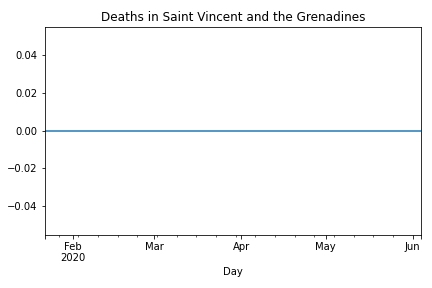 Deaths in Saint Vincent and the Grenadines
0.04
0.02
0.00
−0.02
−0.04
Feb Mar Apr May Jun
2020
Day